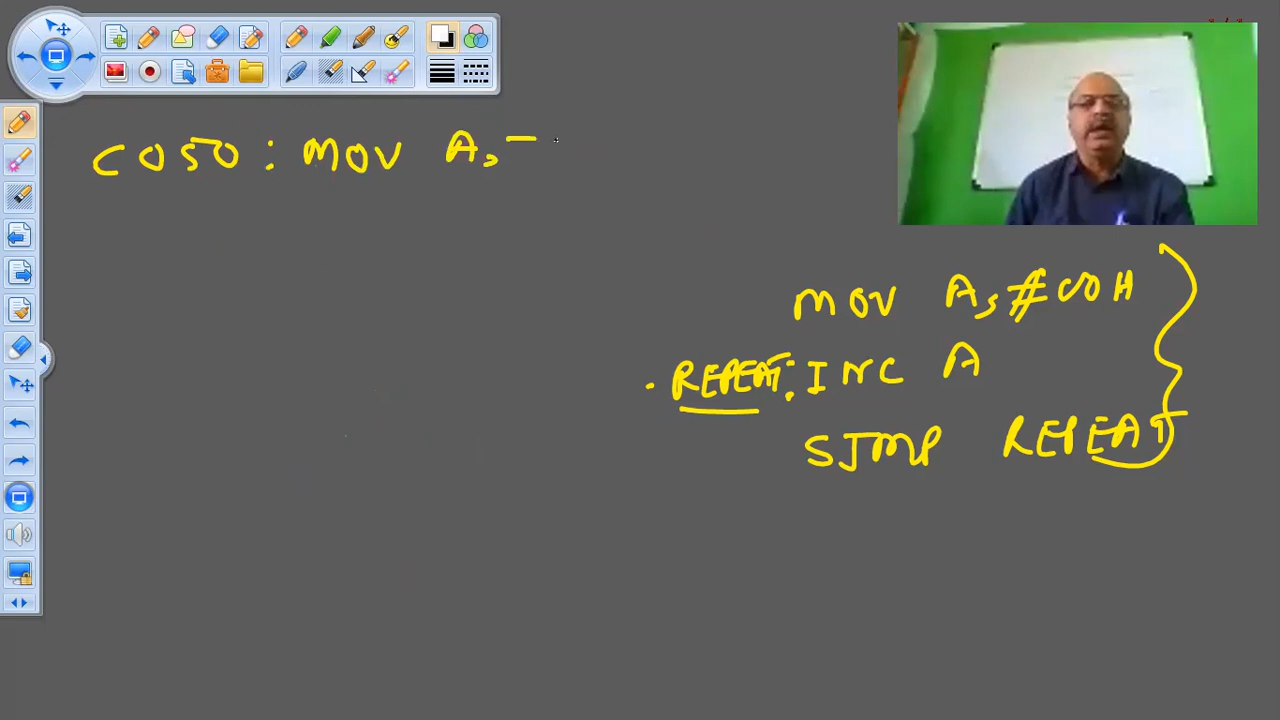 C050 : MOV A,
MOV A, #00H
REPEAT: INC A
SJMP REPEAT